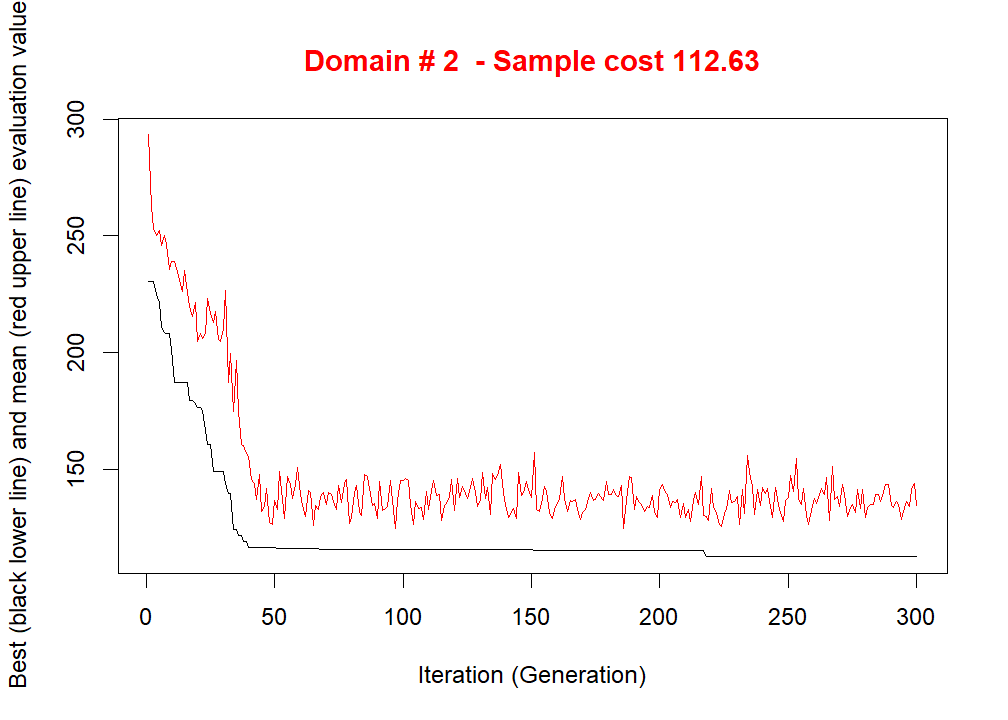 Domain # 2  - Sample cost 112.63
Best (black lower line) and mean (red upper line) evaluation value
300
250
200
150
0 50 100 150 200 250 300
Iteration (Generation)